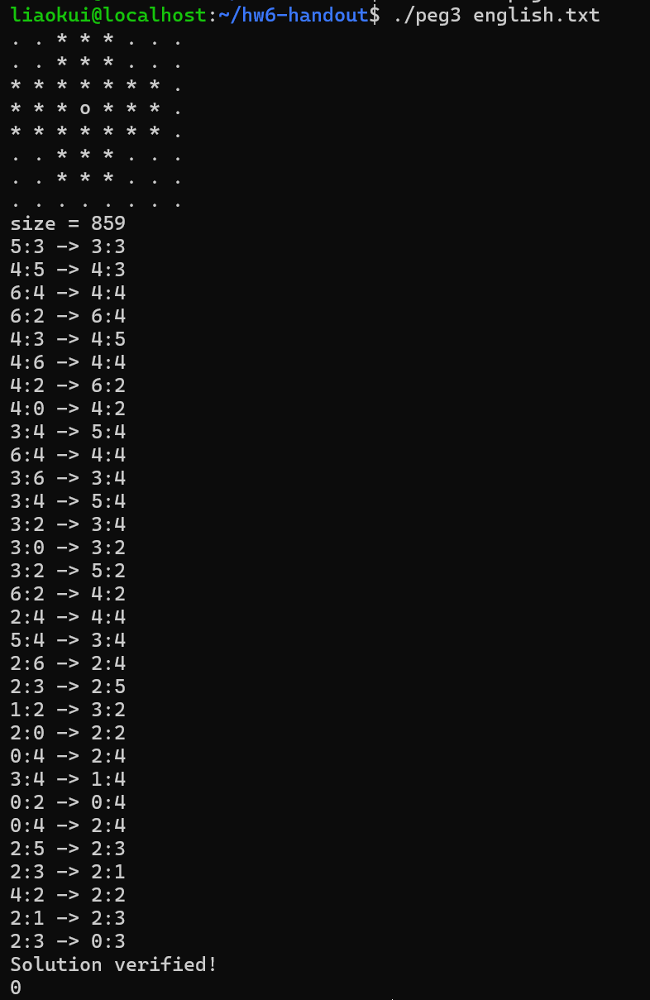 liaokui@localhost:~/hw6-handout$ ./peg3 english.txt
. . * * * . . .
. . * * * . . .
* * * * * * * .
* * * o * * * .
* * * * * * * .
. . * * * . . .
. . * * * . . .
. . . . . . . .
size = 859
5:3 -> 3:3
4:5 -> 4:3
6:4 -> 4:4
6:2 -> 6:4
4:3 -> 4:5
4:6 -> 4:4
4:2 -> 6:2
4:0 -> 4:2
3:4 -> 5:4
6:4 -> 4:4
3:6 -> 3:4
3:4 -> 5:4
3:2 -> 3:4
3:0 -> 3:2
3:2 -> 5:2
6:2 -> 4:2
2:4 -> 4:4
5:4 -> 3:4
2:6 -> 2:4
2:3 -> 2:5
1:2 -> 3:2
2:0 -> 2:2
0:4 -> 2:4
3:4 -> 1:4
0:2 -> 0:4
0:4 -> 2:4
2:5 -> 2:3
2:3 -> 2:1
4:2 -> 2:2
2:1 -> 2:3
2:3 -> 0:3
Solution verified!
0